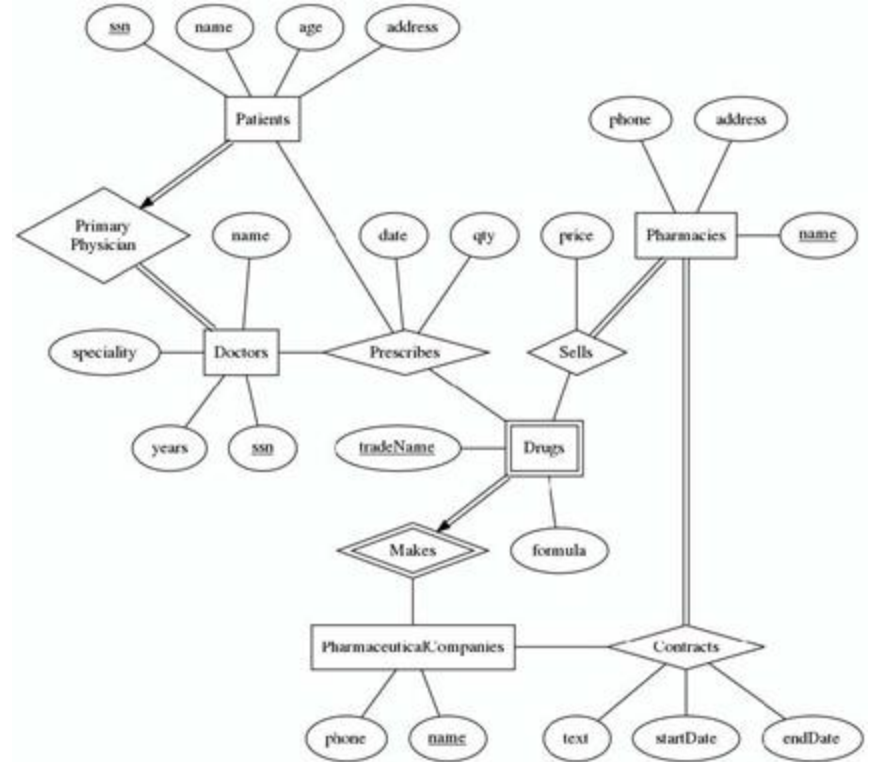 ssn
name
age
address
Patients
phone
address
Primary
Physician
name
date
qty
price
Pharmacies
name
speciality
Doctors
Prescribes
Sells
years
ssn
tradeName
Drugs
Makes
formula
PharmaceuticalCompanies
Contracts
phone
name
text
startDate
endDate